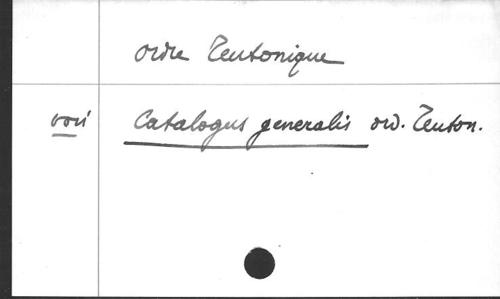 ordre Teutonique
voir Catalogus generalis ord. Teuton.